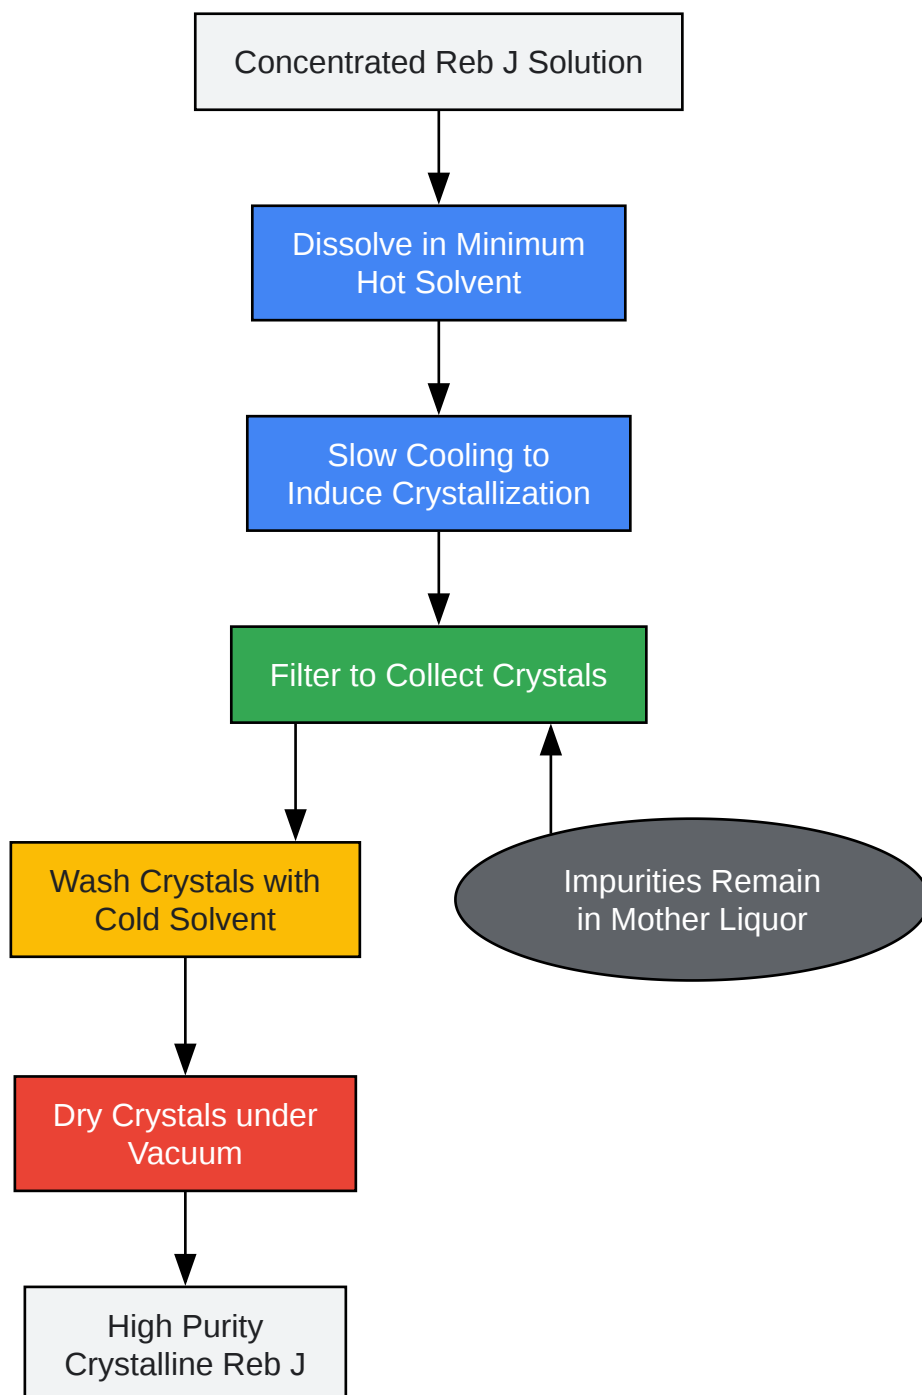 Concentrated Reb J Solution
Dissolve in Minimum
Hot Solvent
Slow Cooling to
Induce Crystallization
Filter to Collect Crystals
Wash Crystals with
Cold Solvent
Impurities Remain
in Mother Liquor
Dry Crystals under
Vacuum
High Purity
Crystalline Reb J